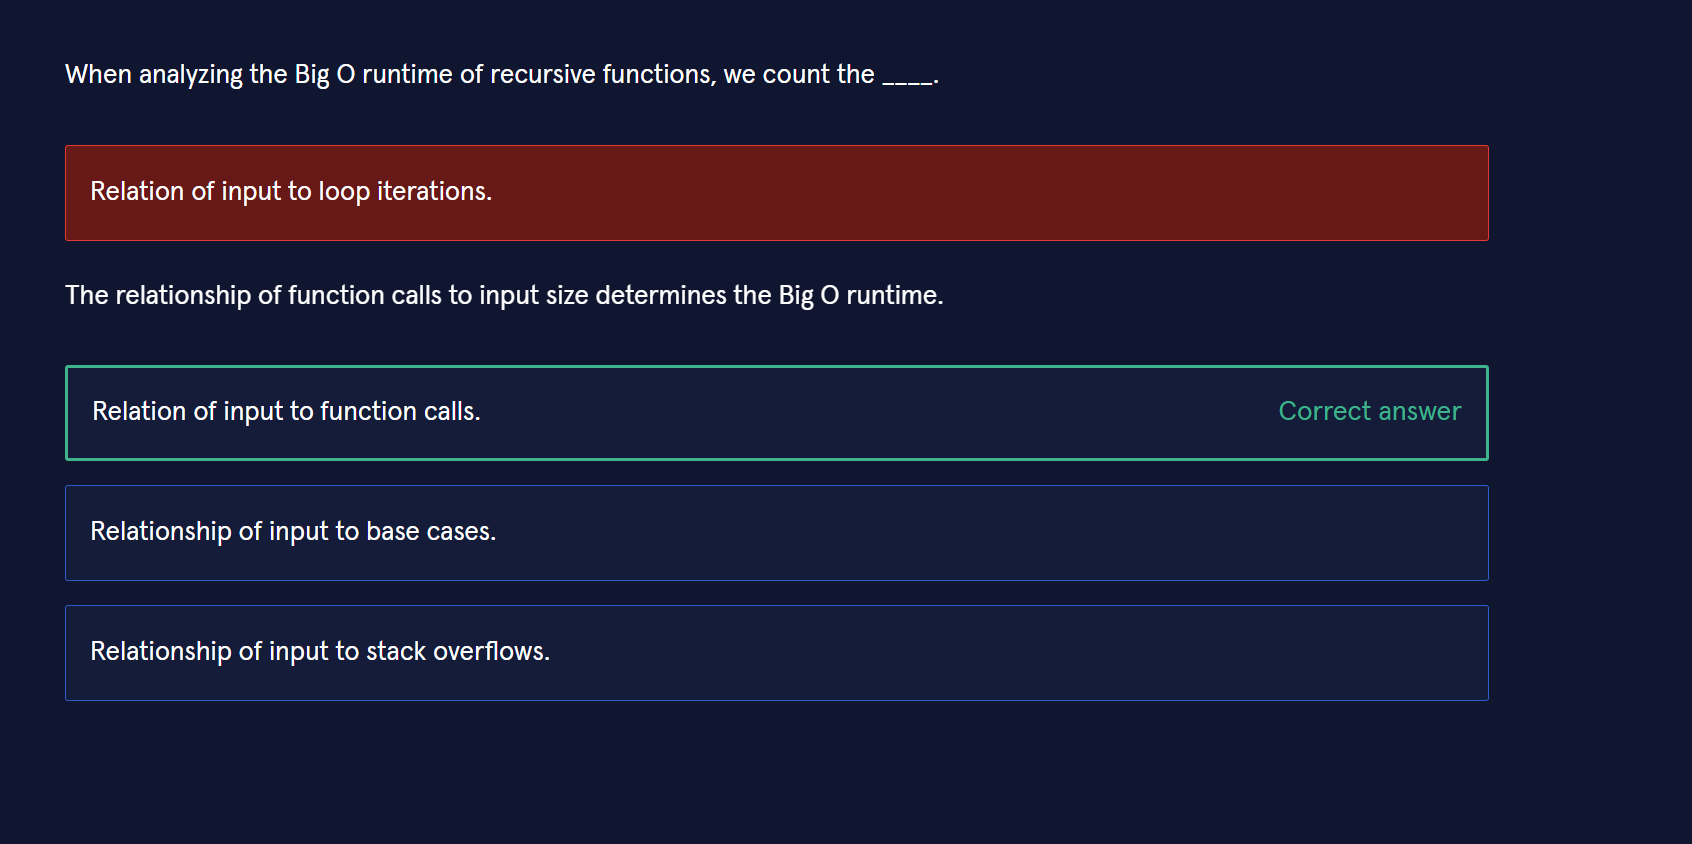 When analyzing the Big O runtime of recursive functions, we count the ____.
Relation of input to loop iterations.
The relationship of function calls to input size determines the Big O runtime.
Relation of input to function calls.
Correct answer
Relationship of input to base cases.
Relationship of input to stack overflows.